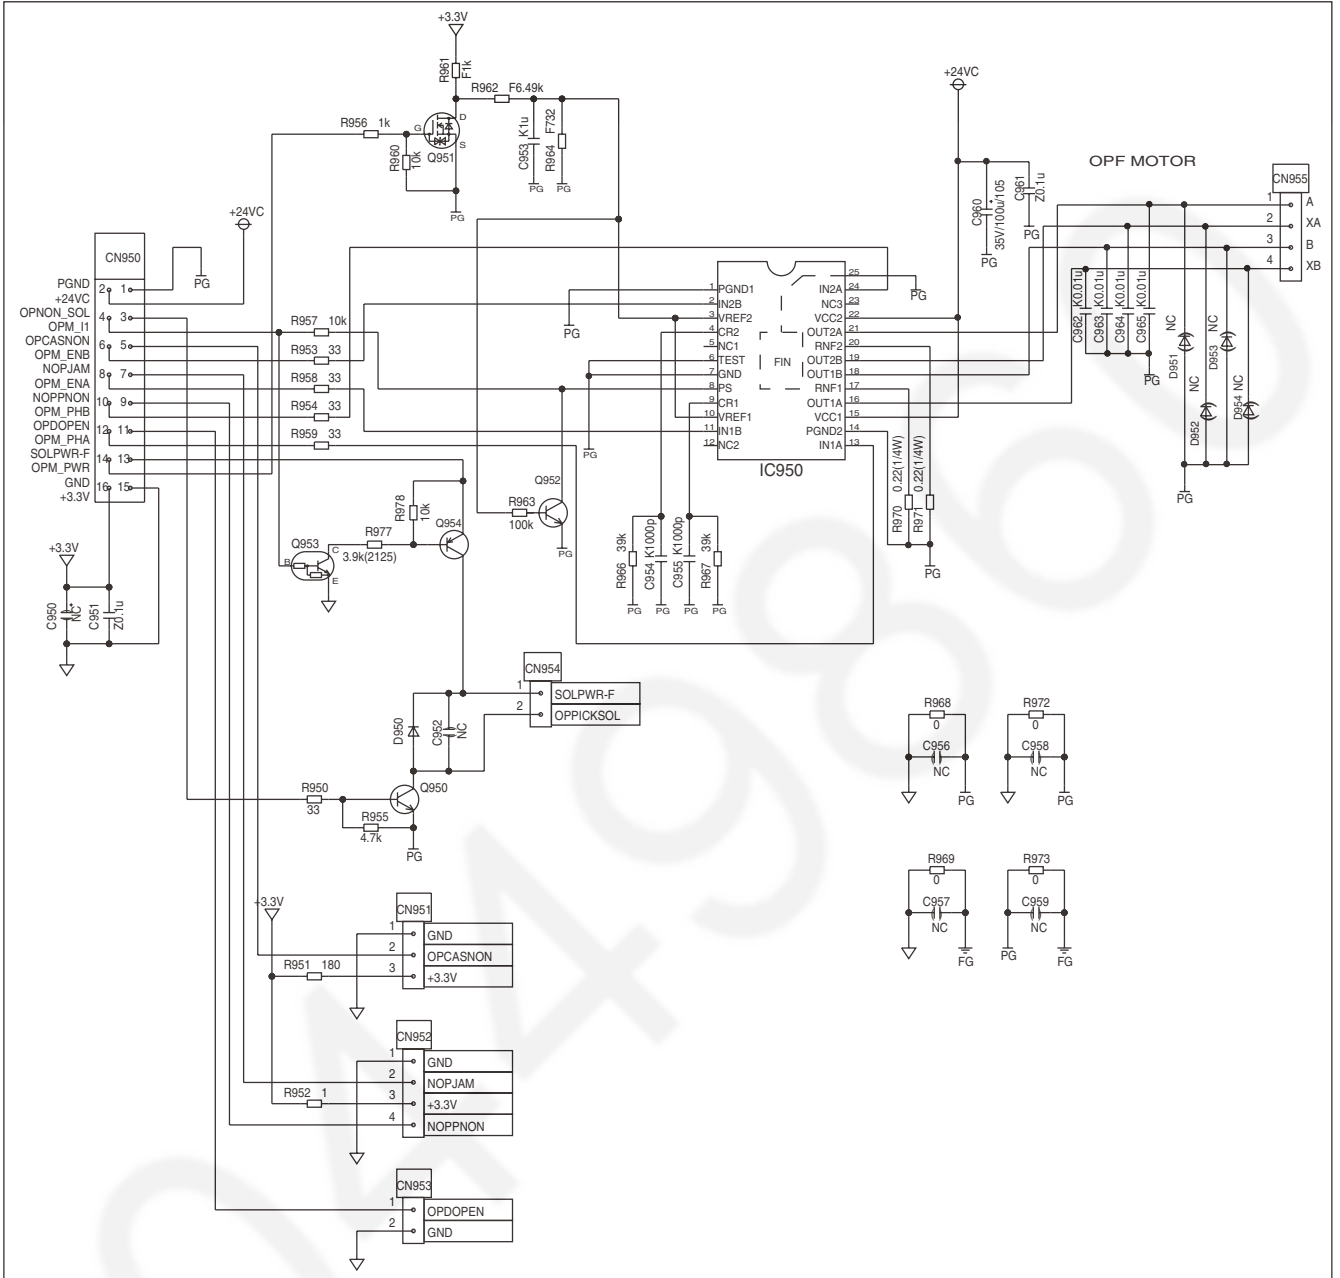 +3.3V
R961
F1k
R962 F6.49k
+24VC
R956 1k
G
D
S
Q951
R960
10k
C953 K1u
R964 F732
PG
PG
PG
OPF MOTOR
CN955
C960
35V/100u/105
C961
Z0.1u
PG
PG
1
A
2
XA
3
B
4
XB
+24VC
CN950
PG
PGND
2 1
+24VC
OPNON_SOL
4 3
OPM_I1
OPCASNON
6 5
OPM_ENB
NOPJAM
8 7
OPM_ENA
NOPPNON
10 9
OPM_PHB
OPDOPEN
12 11
OPM_PHA
SOLPWR-F
14 13
OPM_PWR
GND
16 15
+3.3V
R957 10k
R953 33
R958 33
R954 33
R959 33
PG
PG
25
1 PGND1 IN2A 24
2 IN2B NC3 23
3 VREF2 VCC2 22
4 CR2 OUT2A 21
5 NC1 RNF2 20
6 TEST OUT2B 19
7 GND FIN OUT1B 18
8 PS RNF1 17
9 CR1 OUT1A 16
10 VREF1 VCC1 15
11 IN1B PGND2 14
12 NC2 IN1A 13
IC950
PG
C962 K0.01u
C963 K0.01u
C964 K0.01u
C965 K0.01u
PG
D951 NC
D952 NC
D953 NC
D954 NC
PG
R970 0.22(1/4W)
R971 0.22(1/4W)
PG
Q952
R963
100k
PG
R978
10k
Q954
Q953
R977
3.9k(2125)
B
C
E
R966 39k
C954 K1000p
C955 K1000p
R967 39k
PG
PG
PG
PG
+3.3V
C950
NC
C951
Z0.1u
CN954
1 SOLPWR-F
2 OPPICKSOL
D950
C952
NC
R950
33
Q950
R955
4.7k
PG
R968
0
C956
NC
PG
R972
0
C958
NC
PG
R969
0
C957
NC
FG
R973
0
C959
NC
PG
FG
+3.3V
CN951
1 GND
2 OPCASNON
R951 180
3 +3.3V
CN952
1 GND
2 NOPJAM
R952 1
3 +3.3V
4 NOPPNON
CN953
1 OPDOPEN
2 GND